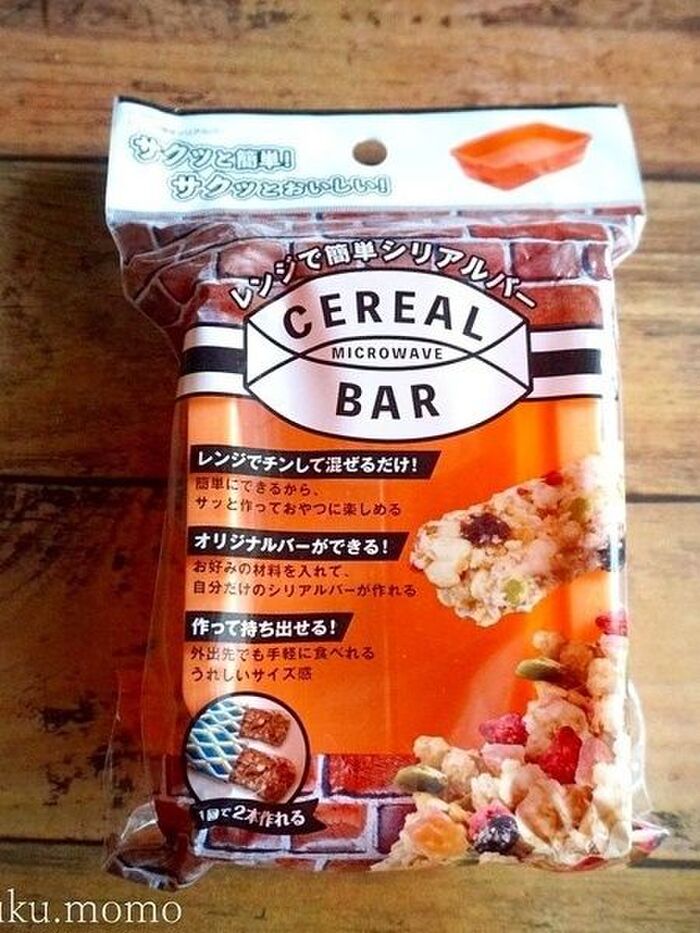 サクッと簡単!
サクッとおいしい!
レンジで簡単シリアルバー
CEREAL
MICROWAVE
BAR
レンジでチンして混ぜるだけ!
簡単にできるから、
サッと作っておやつに楽しめる
オリジナルバーができる!
お好みの材料を入れて、
自分だけのシリアルバーが作れる
作って持ち出せる!
外出先でも手軽に食べれる
うれしいサイズ感
1回で2本作れる
uku.momo